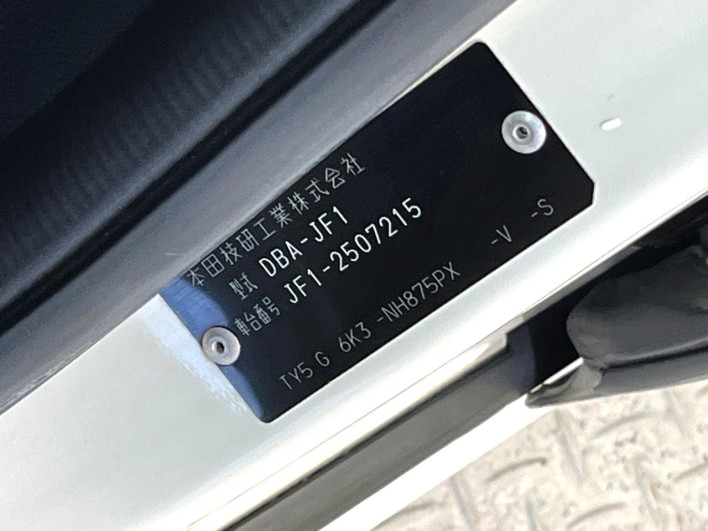 本田技研工業株式会社
型式 DBA-JF1
車台番号 JF1-2507215
TY5 G 6K3 -NH875PX -V -S